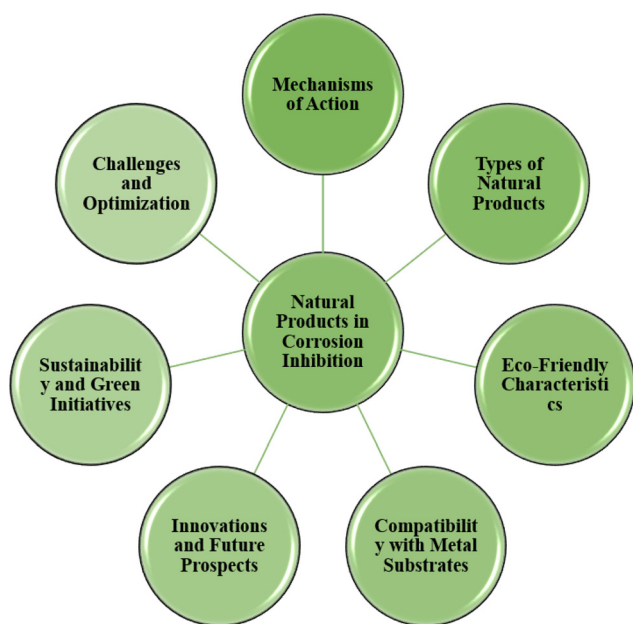 Mechanisms
of Action
Challenges
and
Optimization
Types of
Natural
Products
Natural
Products in
Corrosion
Inhibition
Sustainabilit
y and Green
Initiatives
Eco-Friendly
Characteristi
cs
Innovations
and Future
Prospects
Compatibilit
y with Metal
Substrates